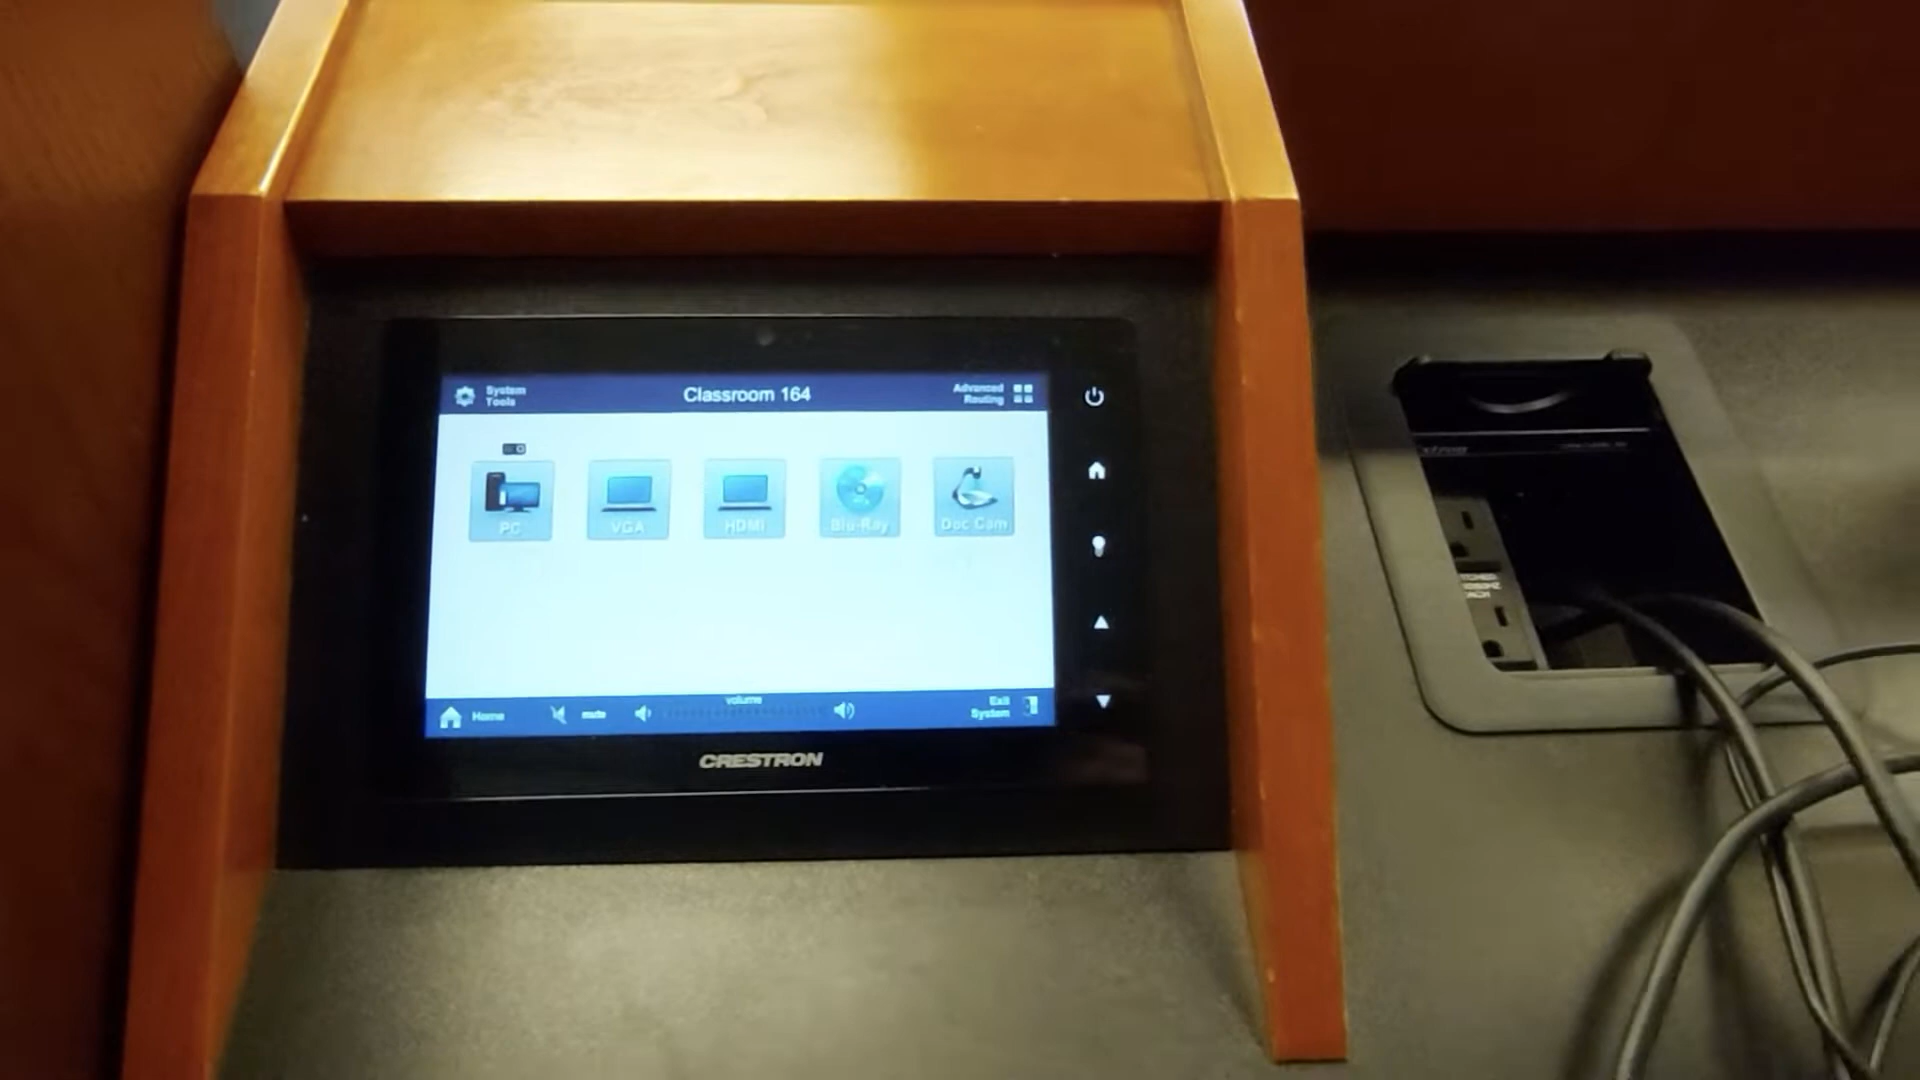 System
Tools
Classroom 164
Advanced
Routing
PC
VGA
HDMI
Blu-Ray
Doc Cam
Home
mute
volume
Exit
System
CRESTRON